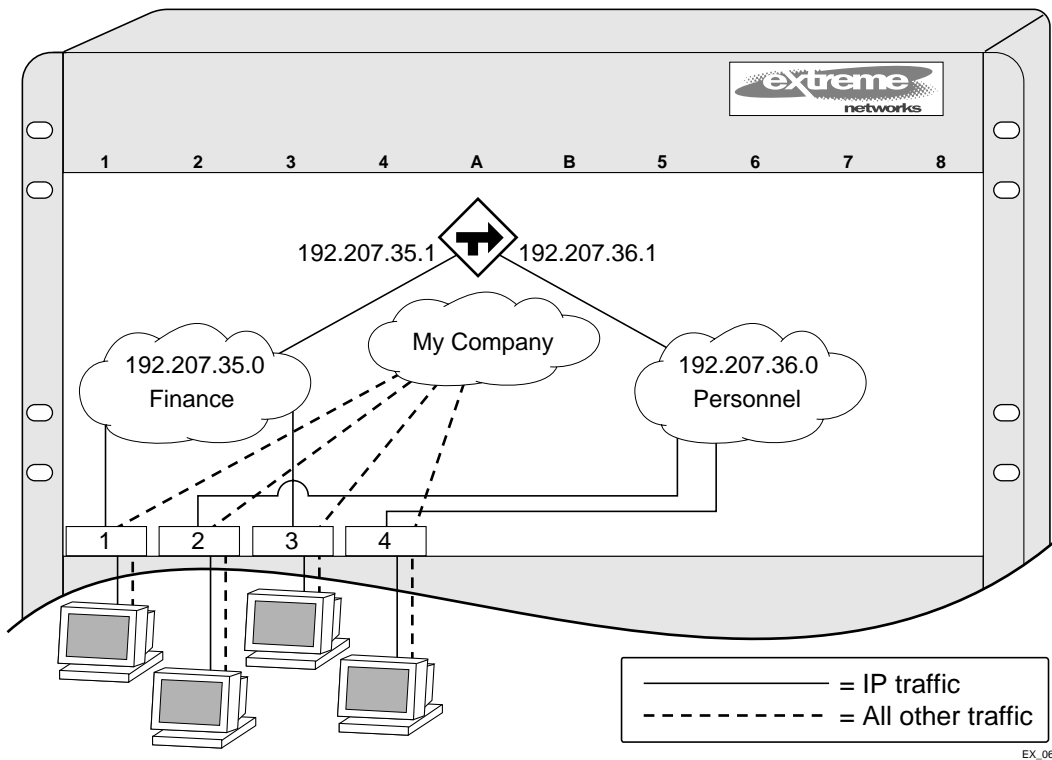 extreme
networks
1 2 3 4 A B 5 6 7 8
192.207.35.1 192.207.36.1
My Company
192.207.35.0
Finance
192.207.36.0
Personnel
1 2 3 4
= IP traffic
= All other traffic
EX_06